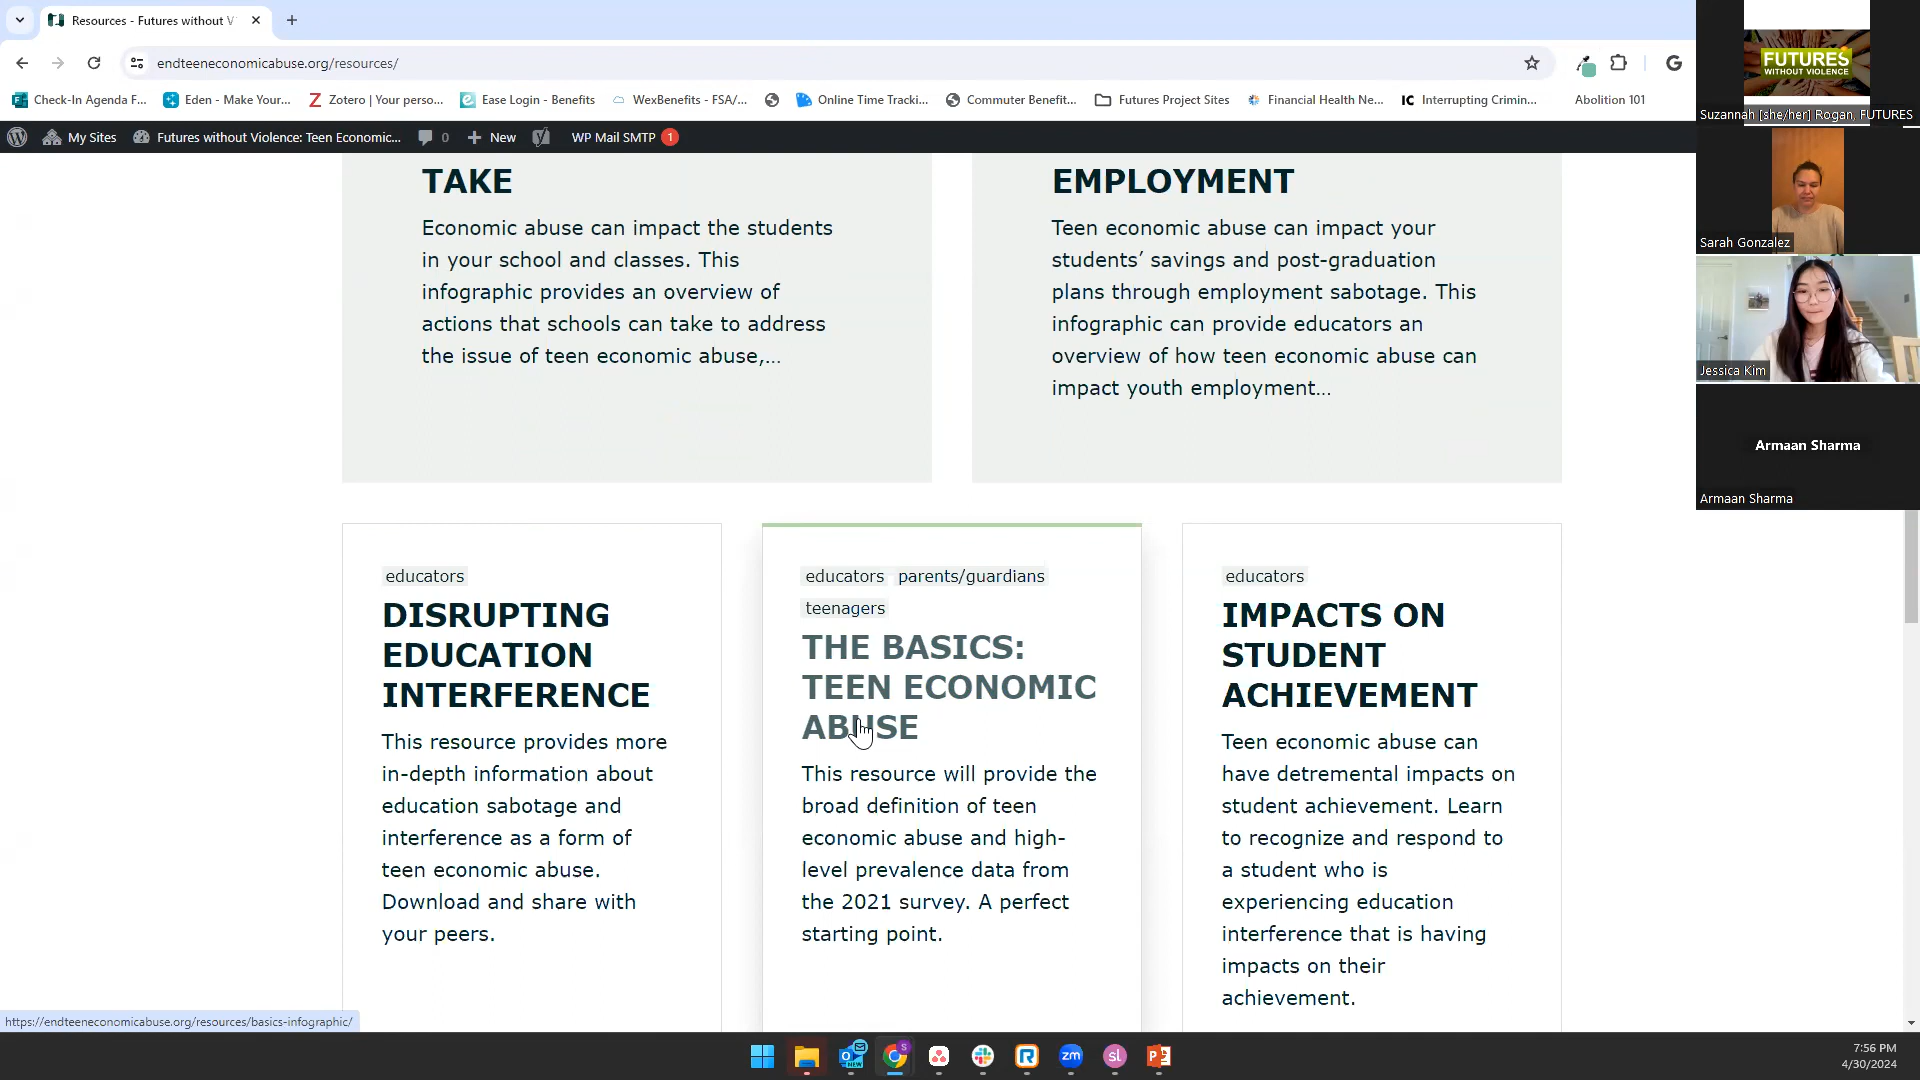 Resources - Futures without V
endteeneconomicabuse.org/resources/
Check-In Agenda F...
Eden - Make Your...
Zotero | Your perso...
Ease Login - Benefits
WexBenefits - FSA/...
Online Time Tracki...
Commuter Benefit...
Futures Project Sites
Financial Health Ne...
IC Interrupting Crimin...
Abolition 101
My Sites
Futures without Violence: Teen Economic...
0
New
WP Mail SMTP 1
TAKE
Economic abuse can impact the students
in your school and classes. This
infographic provides an overview of
actions that schools can take to address
the issue of teen economic abuse,...
EMPLOYMENT
Teen economic abuse can impact your
students’ savings and post-graduation
plans through employment sabotage. This
infographic can provide educators an
overview of how teen economic abuse can
impact youth employment...
educators
DISRUPTING
EDUCATION
INTERFERENCE
This resource provides more
in-depth information about
education sabotage and
interference as a form of
teen economic abuse.
Download and share with
your peers.
educators parents/guardians
teenagers
THE BASICS:
TEEN ECONOMIC
ABUSE
This resource will provide the
broad definition of teen
economic abuse and high-
level prevalence data from
the 2021 survey. A perfect
starting point.
educators
IMPACTS ON
STUDENT
ACHIEVEMENT
Teen economic abuse can
have detremental impacts on
student achievement. Learn
to recognize and respond to
a student who is
experiencing education
interference that is having
impacts on their
achievement.
FUTURES
WITHOUT VIOLENCE
Suzannah [she/her] Rogan, FUTURES
Sarah Gonzalez
Jessica Kim
Armaan Sharma
Armaan Sharma
https://endteeneconomicabuse.org/resources/basics-infographic/
7:56 PM
4/30/2024